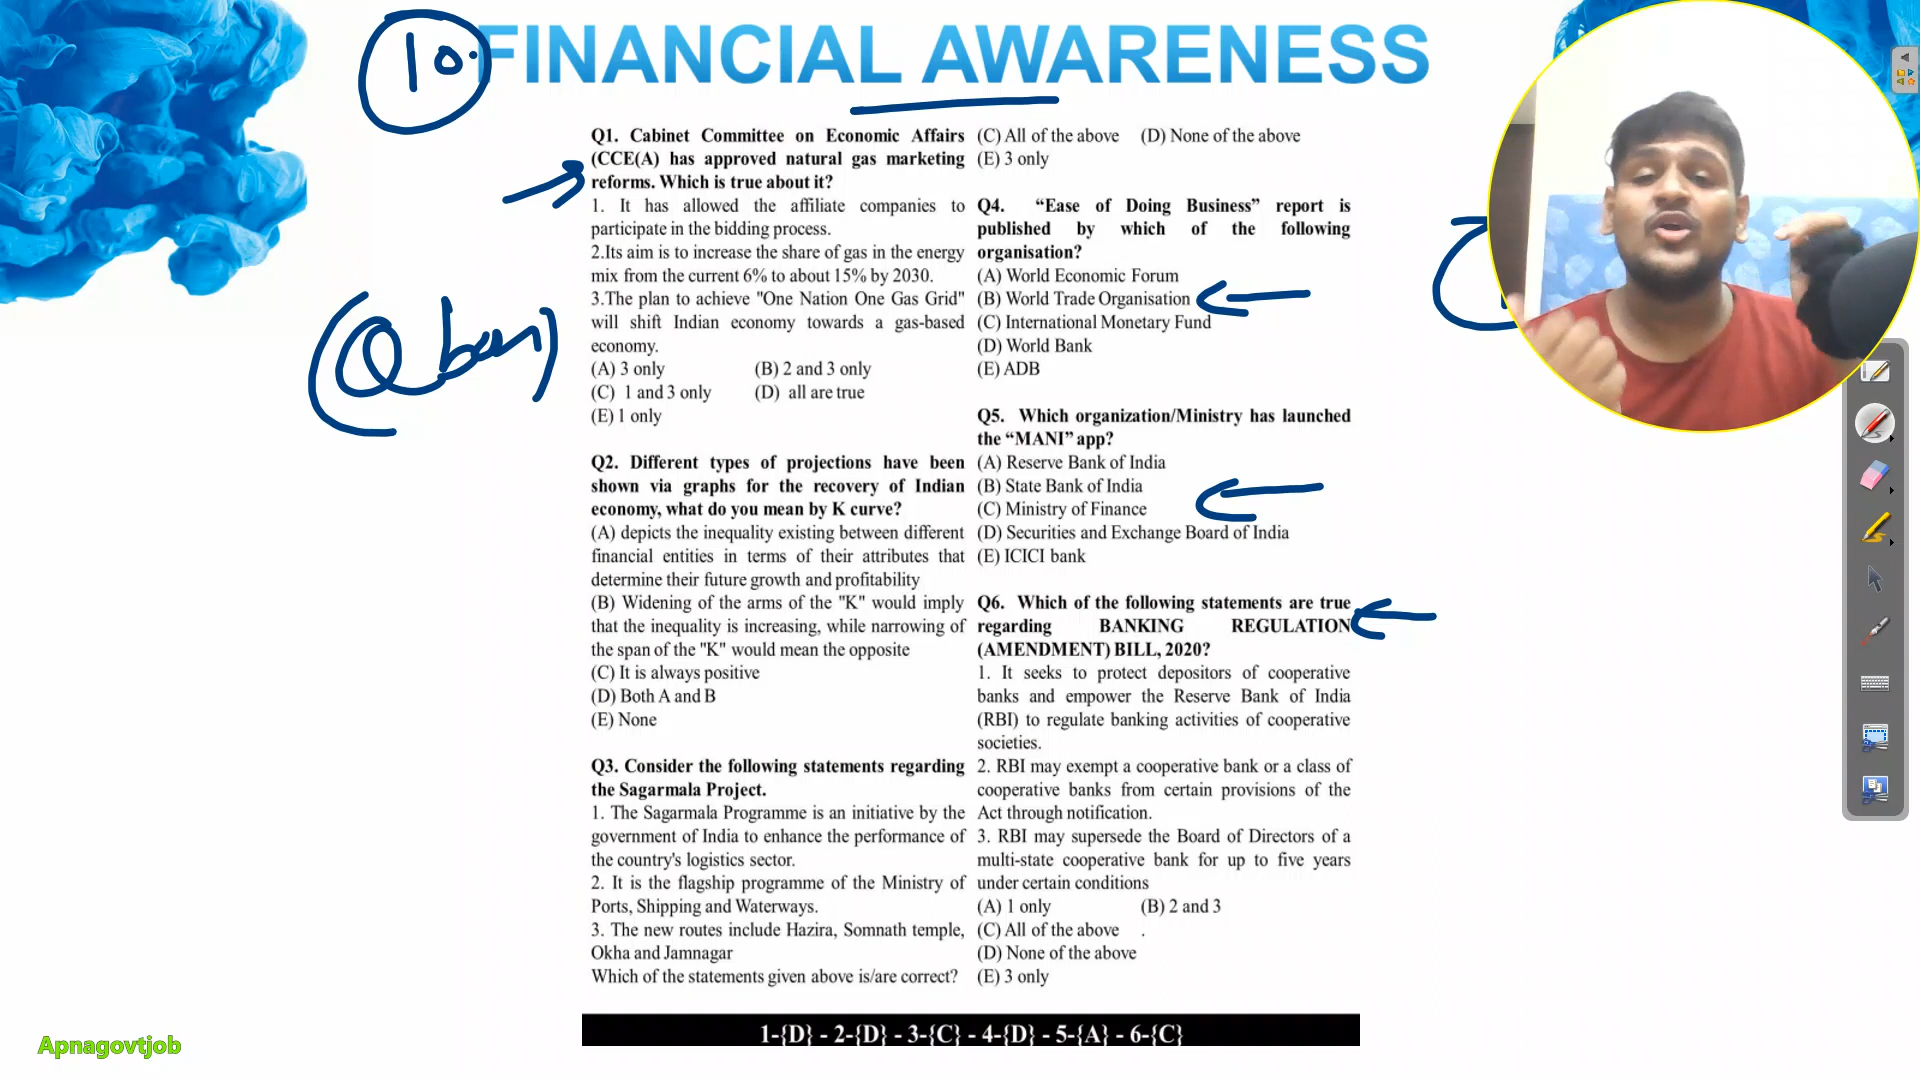 10.
FINANCIAL AWARENESS
Q1. Cabinet Committee on Economic Affairs
(CCE(A) has approved natural gas marketing
reforms. Which is true about it?
1. It has allowed the affiliate companies to
participate in the bidding process.
2.Its aim is to increase the share of gas in the energy
mix from the current 6% to about 15% by 2030.
3.The plan to achieve "One Nation One Gas Grid"
will shift Indian economy towards a gas-based
economy.
(A) 3 only (B) 2 and 3 only
(C) 1 and 3 only (D) all are true
(E) 1 only
Q2. Different types of projections have been
shown via graphs for the recovery of Indian
economy, what do you mean by K curve?
(A) depicts the inequality existing between different
financial entities in terms of their attributes that
determine their future growth and profitability
(B) Widening of the arms of the "K" would imply
that the inequality is increasing, while narrowing of
the span of the "K" would mean the opposite
(C) It is always positive
(D) Both A and B
(E) None
Q3. Consider the following statements regarding
the Sagarmala Project.
1. The Sagarmala Programme is an initiative by the
government of India to enhance the performance of
the country's logistics sector.
2. It is the flagship programme of the Ministry of
Ports, Shipping and Waterways.
3. The new routes include Hazira, Somnath temple,
Okha and Jamnagar
Which of the statements given above is/are correct?
(C) All of the above (D) None of the above
(E) 3 only
Q4. “Ease of Doing Business” report is
published by which of the following
organisation?
(A) World Economic Forum
(B) World Trade Organisation
(C) International Monetary Fund
(D) World Bank
(E) ADB
Q5. Which organization/Ministry has launched
the “MANI” app?
(A) Reserve Bank of India
(B) State Bank of India
(C) Ministry of Finance
(D) Securities and Exchange Board of India
(E) ICICI bank
Q6. Which of the following statements are true
regarding BANKING REGULATION
(AMENDMENT) BILL, 2020?
1. It seeks to protect depositors of cooperative
banks and empower the Reserve Bank of India
(RBI) to regulate banking activities of cooperative
societies.
2. RBI may exempt a cooperative bank or a class of
cooperative banks from certain provisions of the
Act through notification.
3. RBI may supersede the Board of Directors of a
multi-state cooperative bank for up to five years
under certain conditions
(A) 1 only (B) 2 and 3
(C) All of the above .
(D) None of the above
(E) 3 only
1-{D} - 2-{D} - 3-{C} - 4-{D} - 5-{A} - 6-{C}
Apnagovtjob